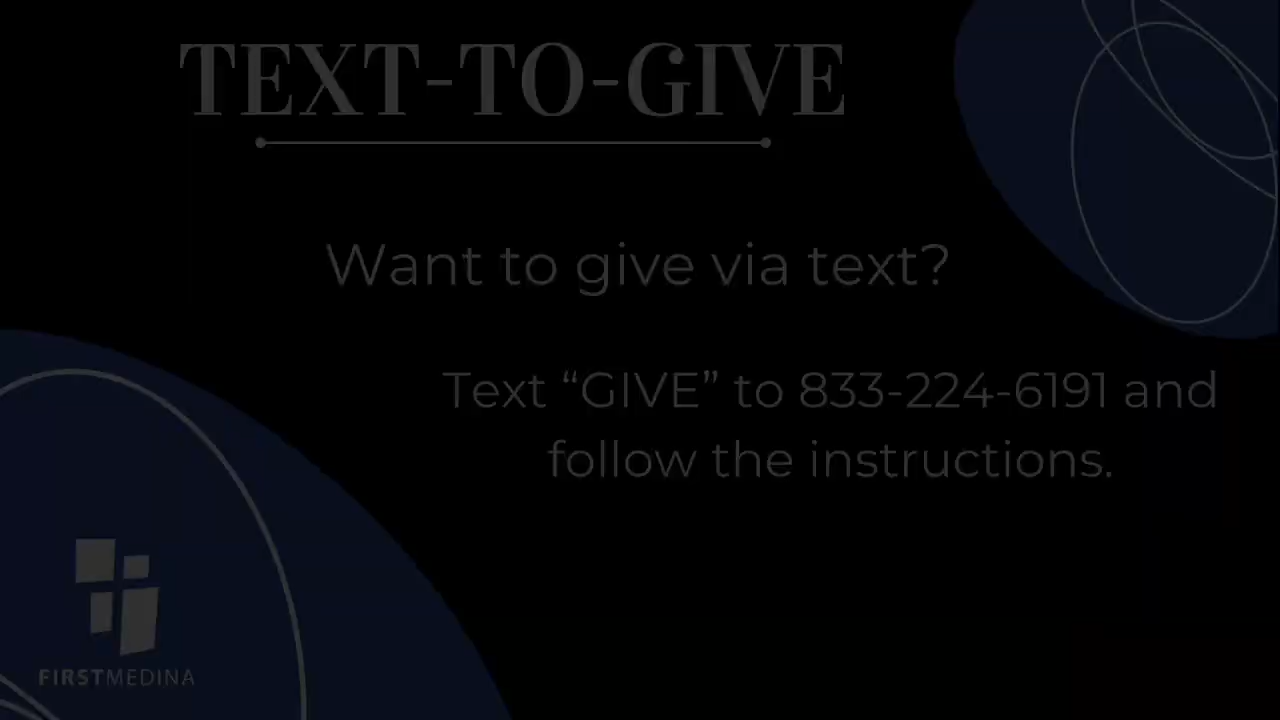 TEXT-TO-GIVE
Want to give via text?
Text “GIVE” to 833-224-6191 and
follow the instructions.
FIRSTMEDINA